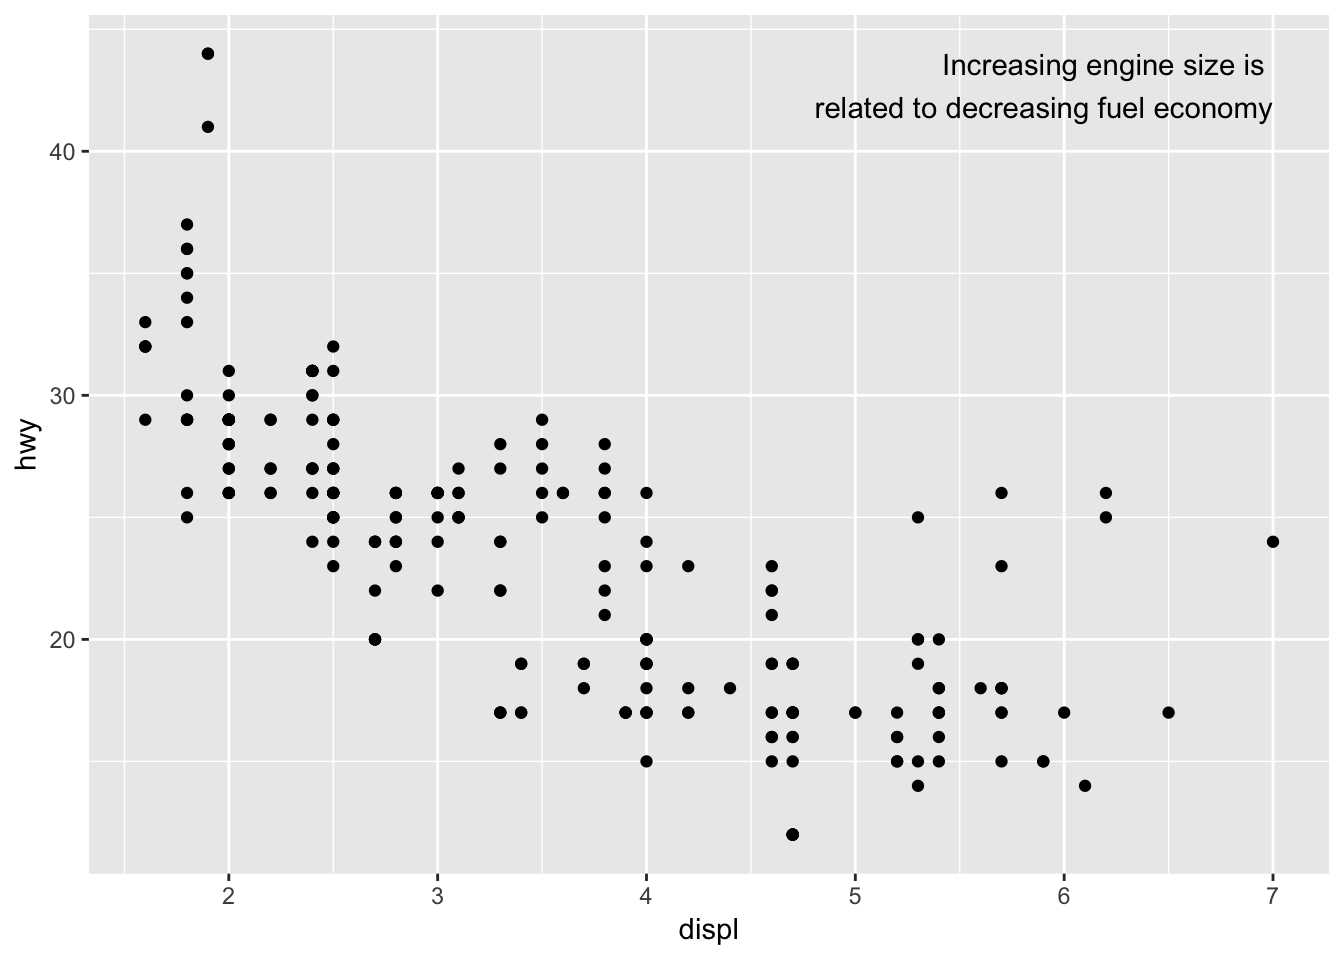 Increasing engine size is
related to decreasing fuel economy
40
30
20
hwy
2 3 4 5 6 7
displ